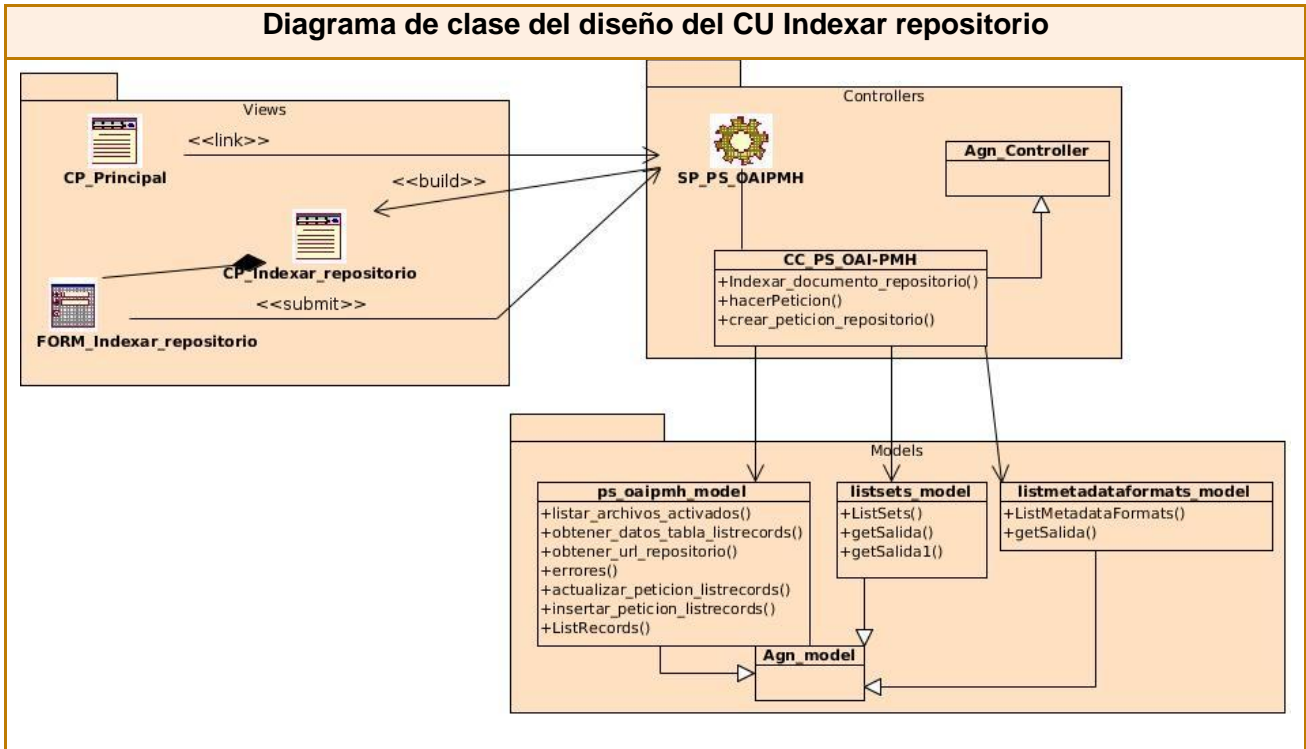 Diagrama de clase del diseño del CU Indexar repositorio
Views
<<link>>
CP_Principal
<<build>>
CP_Indexar_repositorio
<<submit>>
FORM_Indexar_repositorio
Controllers
SP_PS_OAIPMH
Agn_Controller
CC_PS_OAI-PMH
+Indexar_documento_repositorio()
+hacerPeticion()
+crear_peticion_repositorio()
Models
ps_oaipmh_model
+listar_archivos_activados()
+obtener_datos_tabla_listrecords()
+obtener_url_repositorio()
+errores()
+actualizar_peticion_listrecords()
+insertar_peticion_listrecords()
+ListRecords()
listsets_model
+ListSets()
+getSalida()
+getSalida1()
listmetadataformats_model
+ListMetadataFormats()
+getSalida()
Agn_model